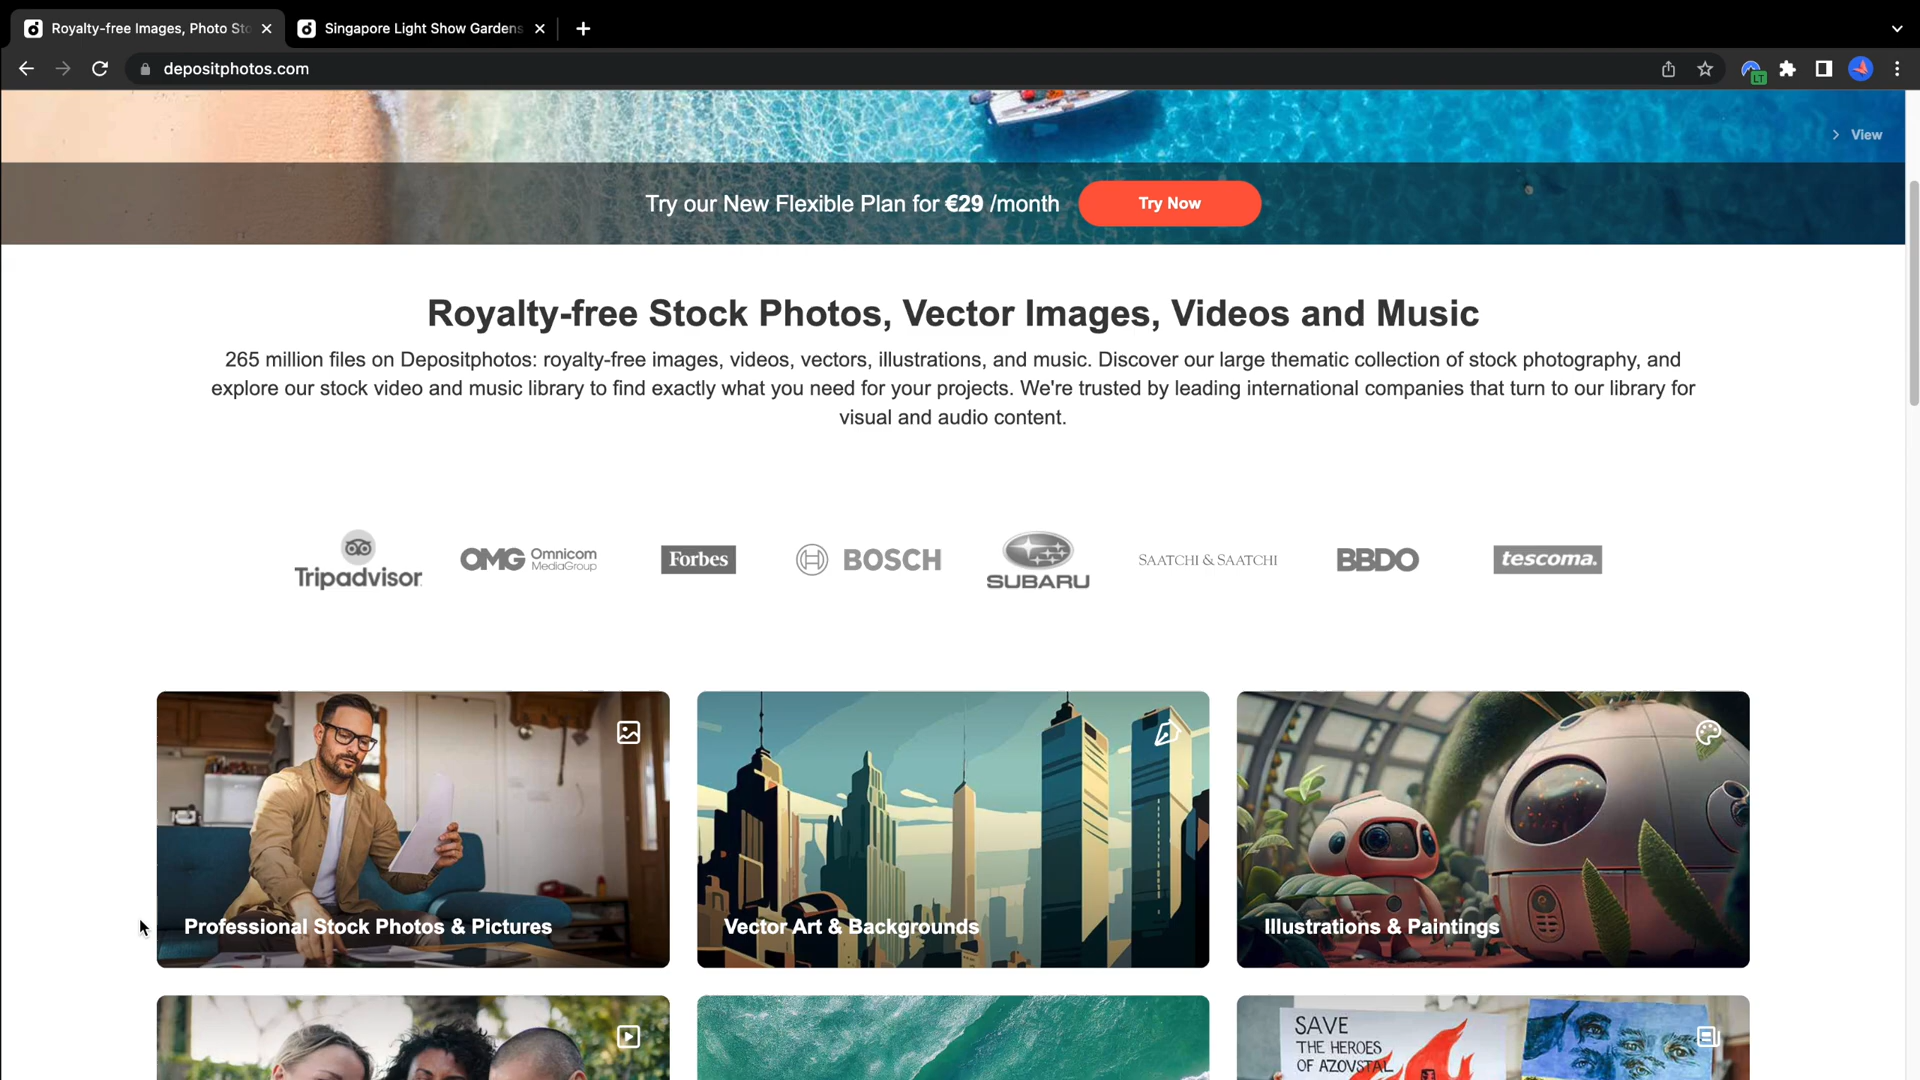 Royalty-free Images, Photo Sto
Singapore Light Show Gardens
depositphotos.com
LT
View
Try our New Flexible Plan for €29 /month
Try Now
Royalty-free Stock Photos, Vector Images, Videos and Music
265 million files on Depositphotos: royalty-free images, videos, vectors, illustrations, and music. Discover our large thematic collection of stock photography, and
explore our stock video and music library to find exactly what you need for your projects. We're trusted by leading international companies that turn to our library for
visual and audio content.
Tripadvisor
OMG Omnicom
MediaGroup
Forbes
BOSCH
SUBARU
SAATCHI & SAATCHI
BBDO
tescoma.
Professional Stock Photos & Pictures
Vector Art & Backgrounds
Illustrations & Paintings
SAVE
THE HEROES
OF AZOVSTAL